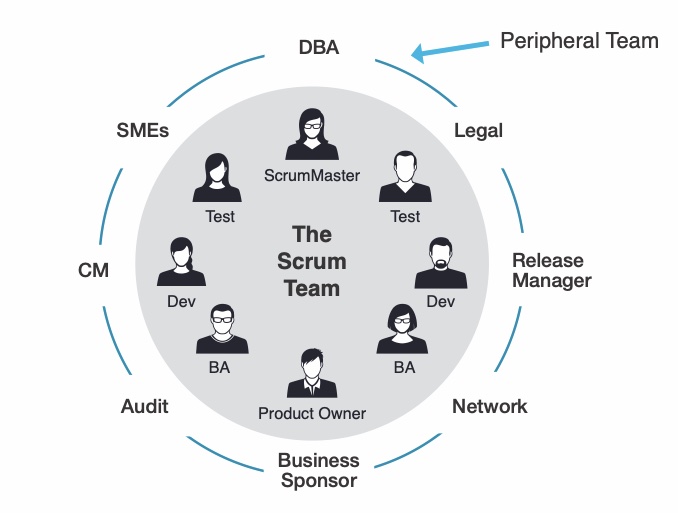 DBA
Peripheral Team
SMEs
Legal
ScrumMaster
Test
Test
The
Scrum
Team
CM
Release
Manager
Dev
Dev
BA
BA
Audit
Product Owner
Network
Business
Sponsor